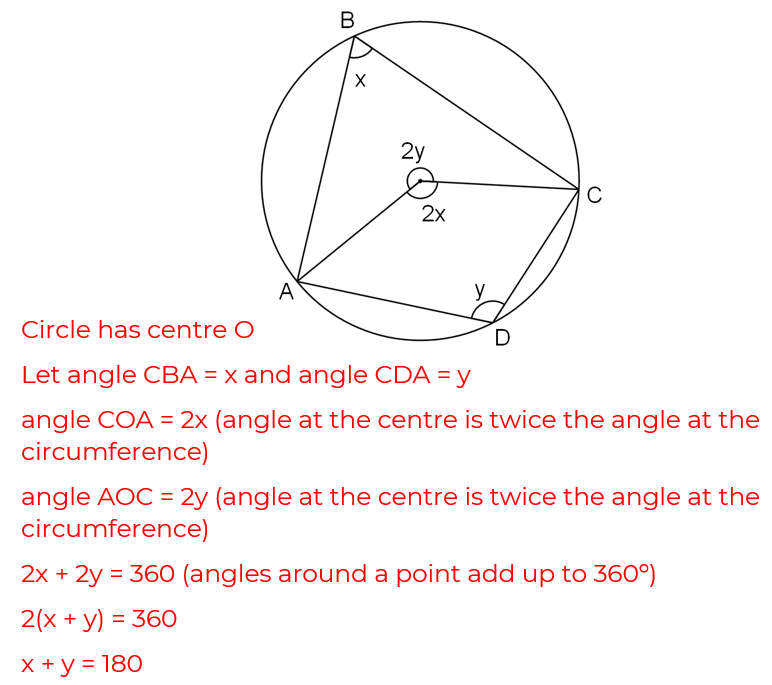 B
x
2y
C
2x
A
y
D
Circle has centre O
Let angle CBA = x and angle CDA = y
angle COA = 2x (angle at the centre is twice the angle at the
circumference)
angle AOC = 2y (angle at the centre is twice the angle at the
circumference)
2x + 2y = 360 (angles around a point add up to 360º)
2(x + y) = 360
x + y = 180